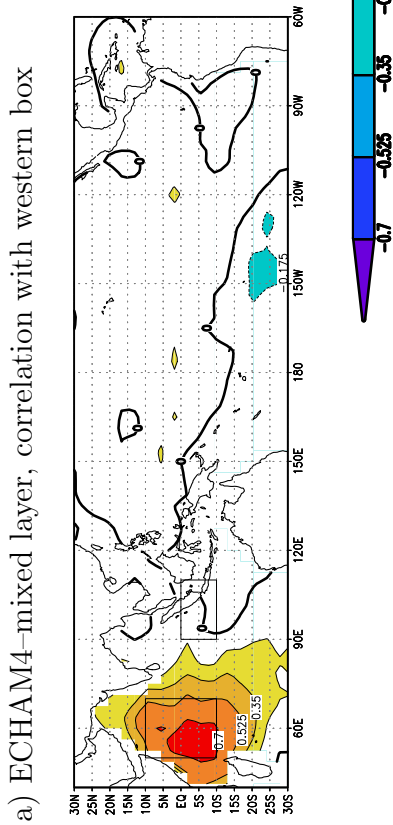 a) ECHAM4–mixed layer, correlation with western box
30N
25N
20N
15N
10N
5N
EQ
5S
10S
15S
20S
25S
30S
60E
90E
120E
150E
180
150W
120W
90W
60W
0.7
0.525
0.35
0
0
0
0
0
0
0
-0.175
-0.7
-0.525
-0.35